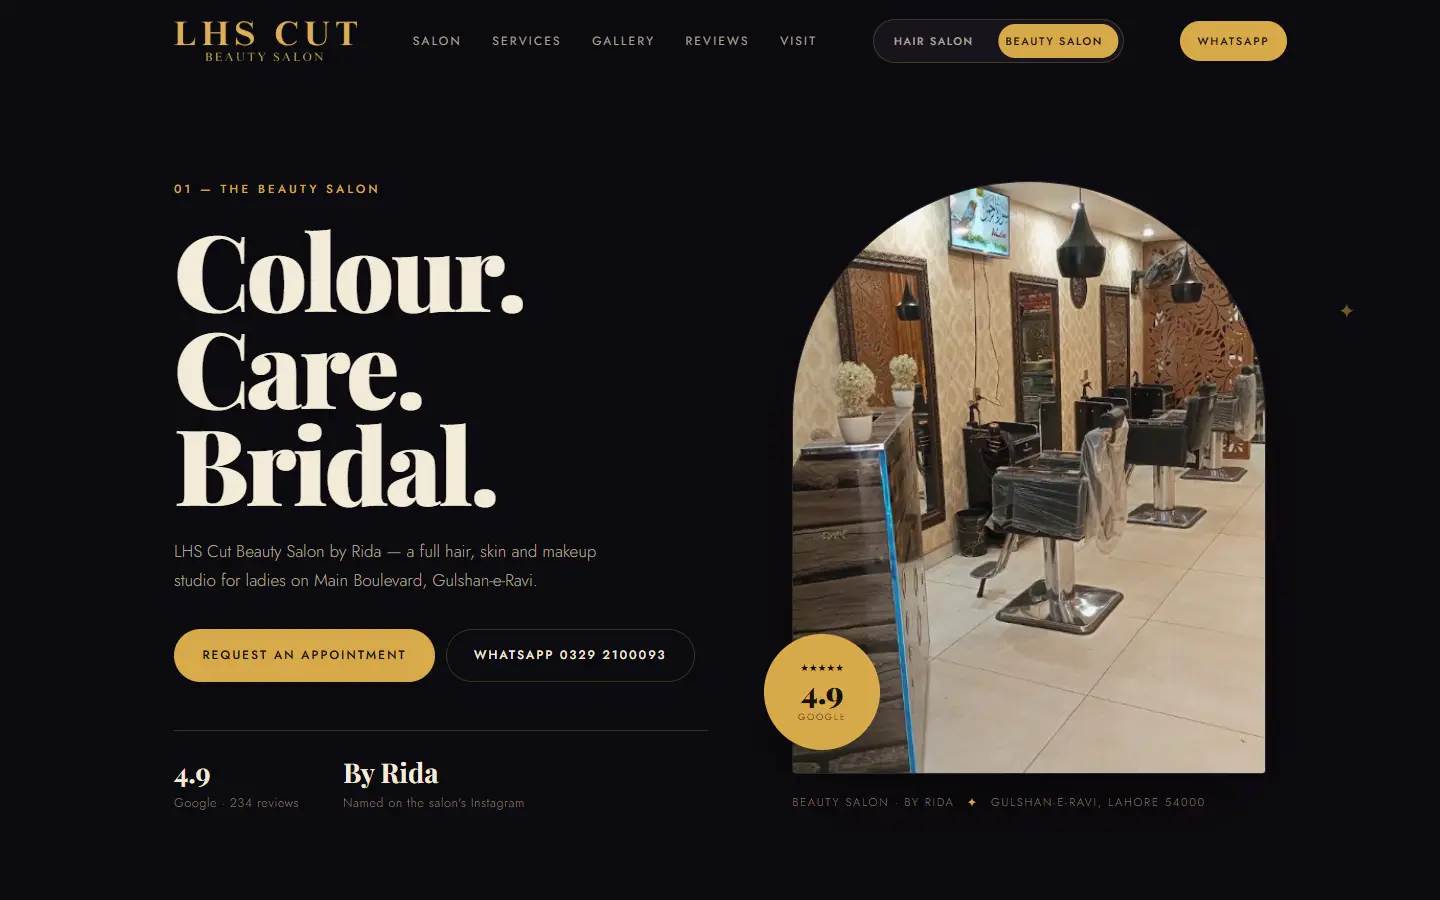 LHS CUT
BEAUTY SALON
SALON
SERVICES
GALLERY
REVIEWS
VISIT
HAIR SALON
BEAUTY SALON
WHATSAPP
01 — THE BEAUTY SALON
Colour.
Care.
Bridal.
LHS Cut Beauty Salon by Rida — a full hair, skin and makeup
studio for ladies on Main Boulevard, Gulshan-e-Ravi.
REQUEST AN APPOINTMENT
WHATSAPP 0329 2100093
4.9
Google · 234 reviews
By Rida
Named on the salon's Instagram
★★★★★
4.9
GOOGLE
BEAUTY SALON · BY RIDA ✦ GULSHAN-E-RAVI, LAHORE 54000